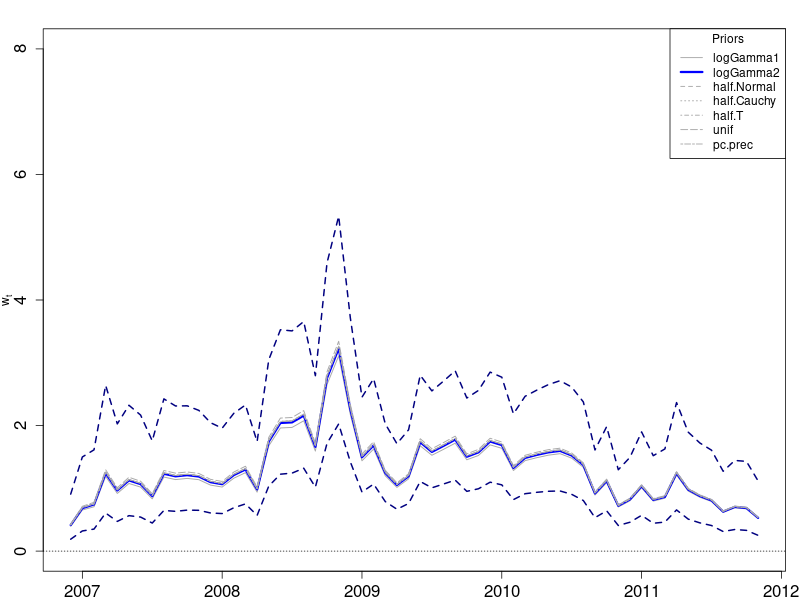 Priors
logGamma1
logGamma2
half.Normal
half.Cauchy
half.T
unif
pc.prec
8
6
4
2
0
wt
2007 2008 2009 2010 2011 2012